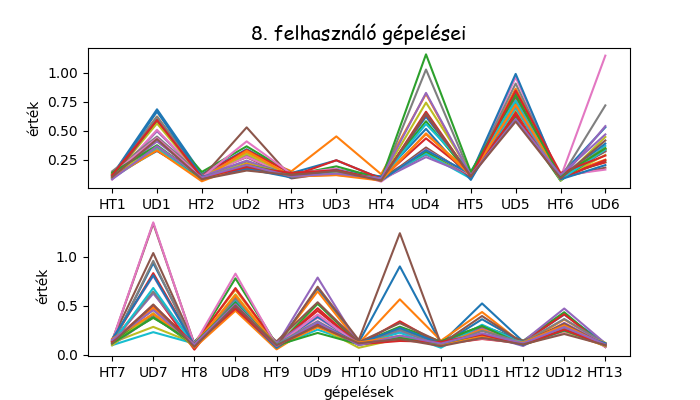 8. felhasználó gépelései
érték
1.00
0.75
0.50
0.25
HT1 UD1 HT2 UD2 HT3 UD3 HT4 UD4 HT5 UD5 HT6 UD6
érték
1.0
0.5
0.0
HT7 UD7 HT8 UD8 HT9 UD9 HT10 UD10 HT11 UD11 HT12 UD12 HT13
gépelések